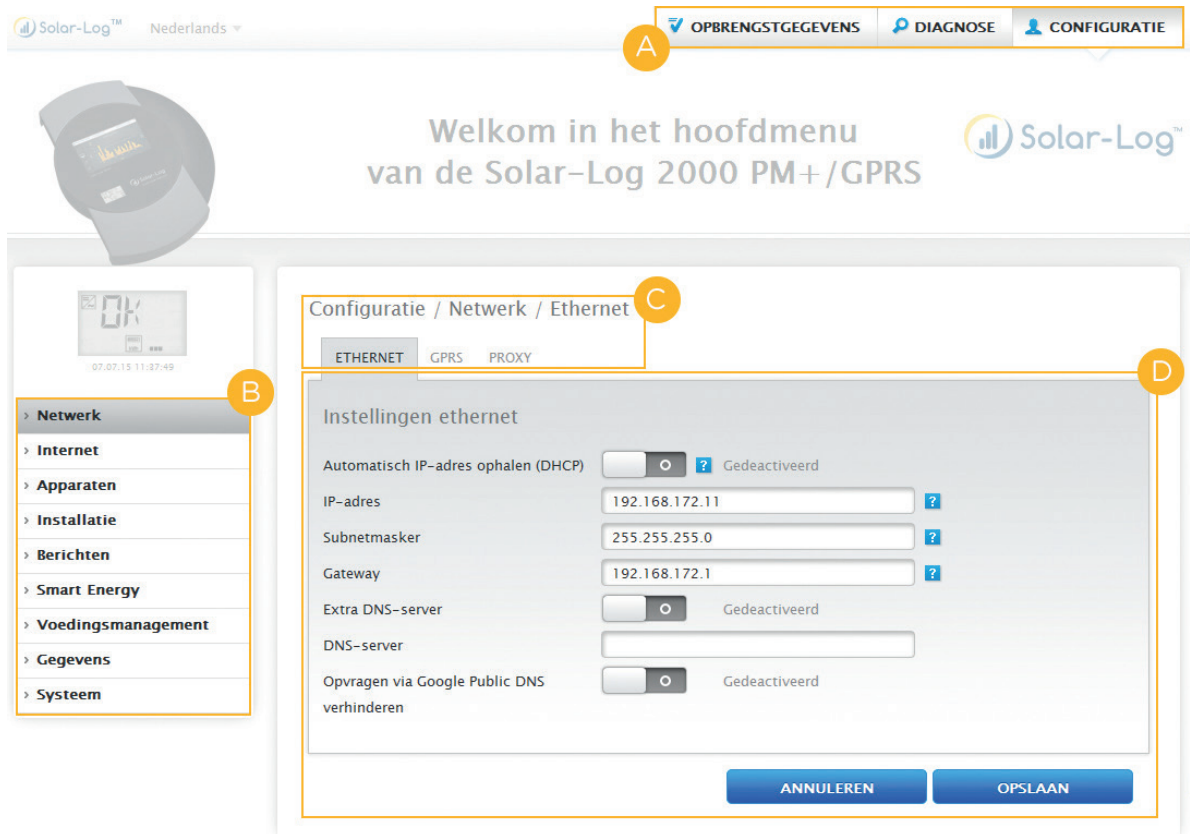 Solar-Log™ Nederlands
OPBRENGSTGEGEVENS DIAGNOSE CONFIGURATIE
A
Welkom in het hoofdmenu
van de Solar-Log 2000 PM+/GPRS
Solar-Log™
OK
07.07.15 11:37:49
B
› Netwerk
› Internet
› Apparaten
› Installatie
› Berichten
› Smart Energy
› Voedingsmanagement
› Gegevens
› Systeem
Configuratie / Netwerk / Ethernet
C
ETHERNET GPRS PROXY
D
Instellingen ethernet
Automatisch IP-adres ophalen (DHCP) ? Gedeactiveerd
IP-adres 192.168.172.11 ?
Subnetmasker 255.255.255.0 ?
Gateway 192.168.172.1 ?
Extra DNS-server Gedeactiveerd
DNS-server
Opvragen via Google Public DNS Gedeactiveerd
verhinderen
ANNULEREN OPSLAAN